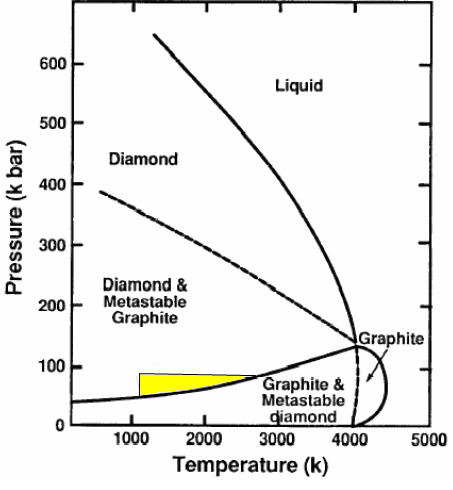 Pressure (k bar)
600
500
400
300
200
100
0
Liquid
Diamond
Diamond &
Metastable
Graphite
Graphite
Graphite &
Metastable
diamond
1000
2000
3000
4000
5000
Temperature (k)